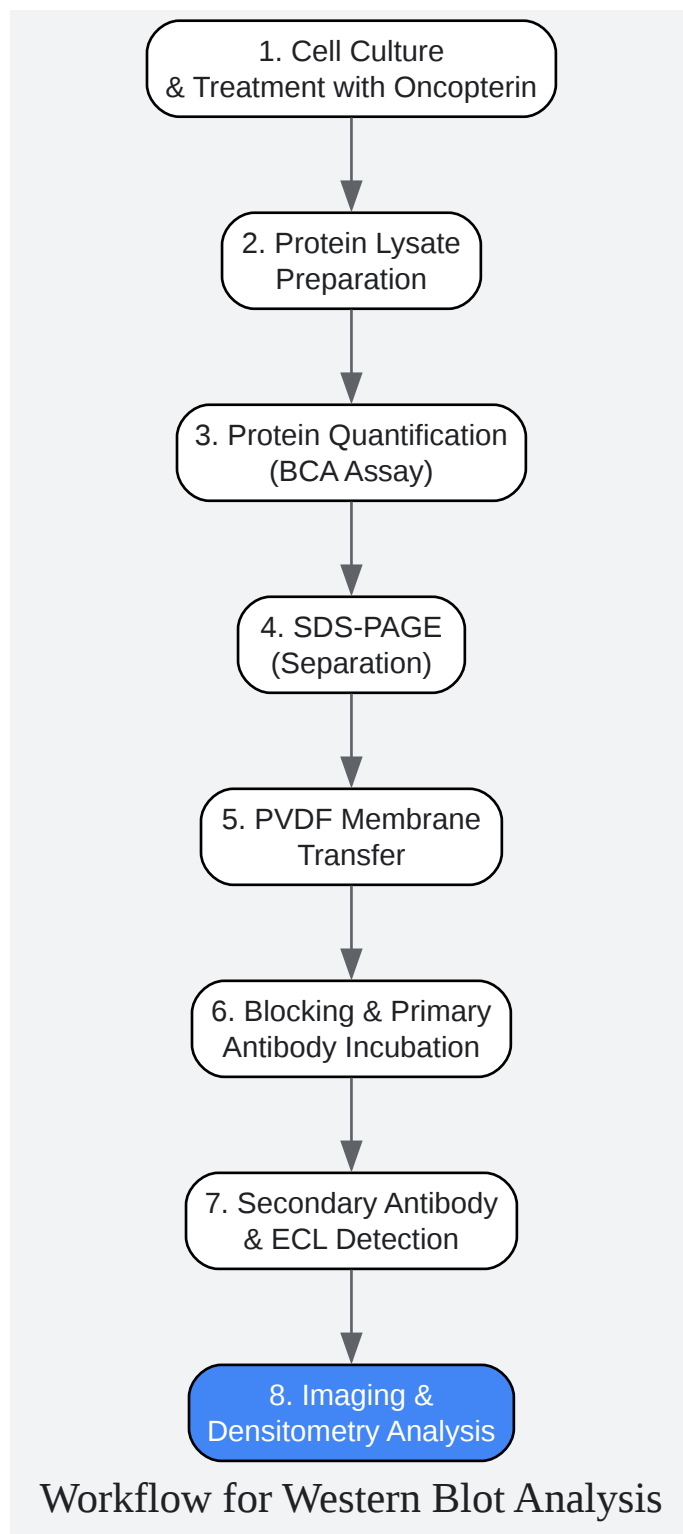 1. Cell Culture
& Treatment with Oncopterin
2. Protein Lysate
Preparation
3. Protein Quantification
(BCA Assay)
4. SDS-PAGE
(Separation)
5. PVDF Membrane
Transfer
6. Blocking & Primary
Antibody Incubation
7. Secondary Antibody
& ECL Detection
8. Imaging &
Densitometry Analysis
Workflow for Western Blot Analysis